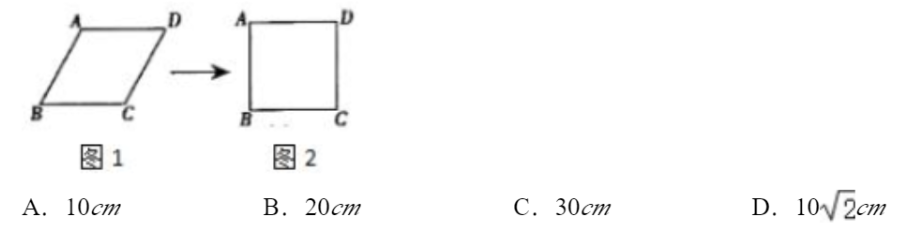 A D A D
B C B C
图 1 图 2
A. 10cm B. 20cm C. 30cm D. 10√2cm